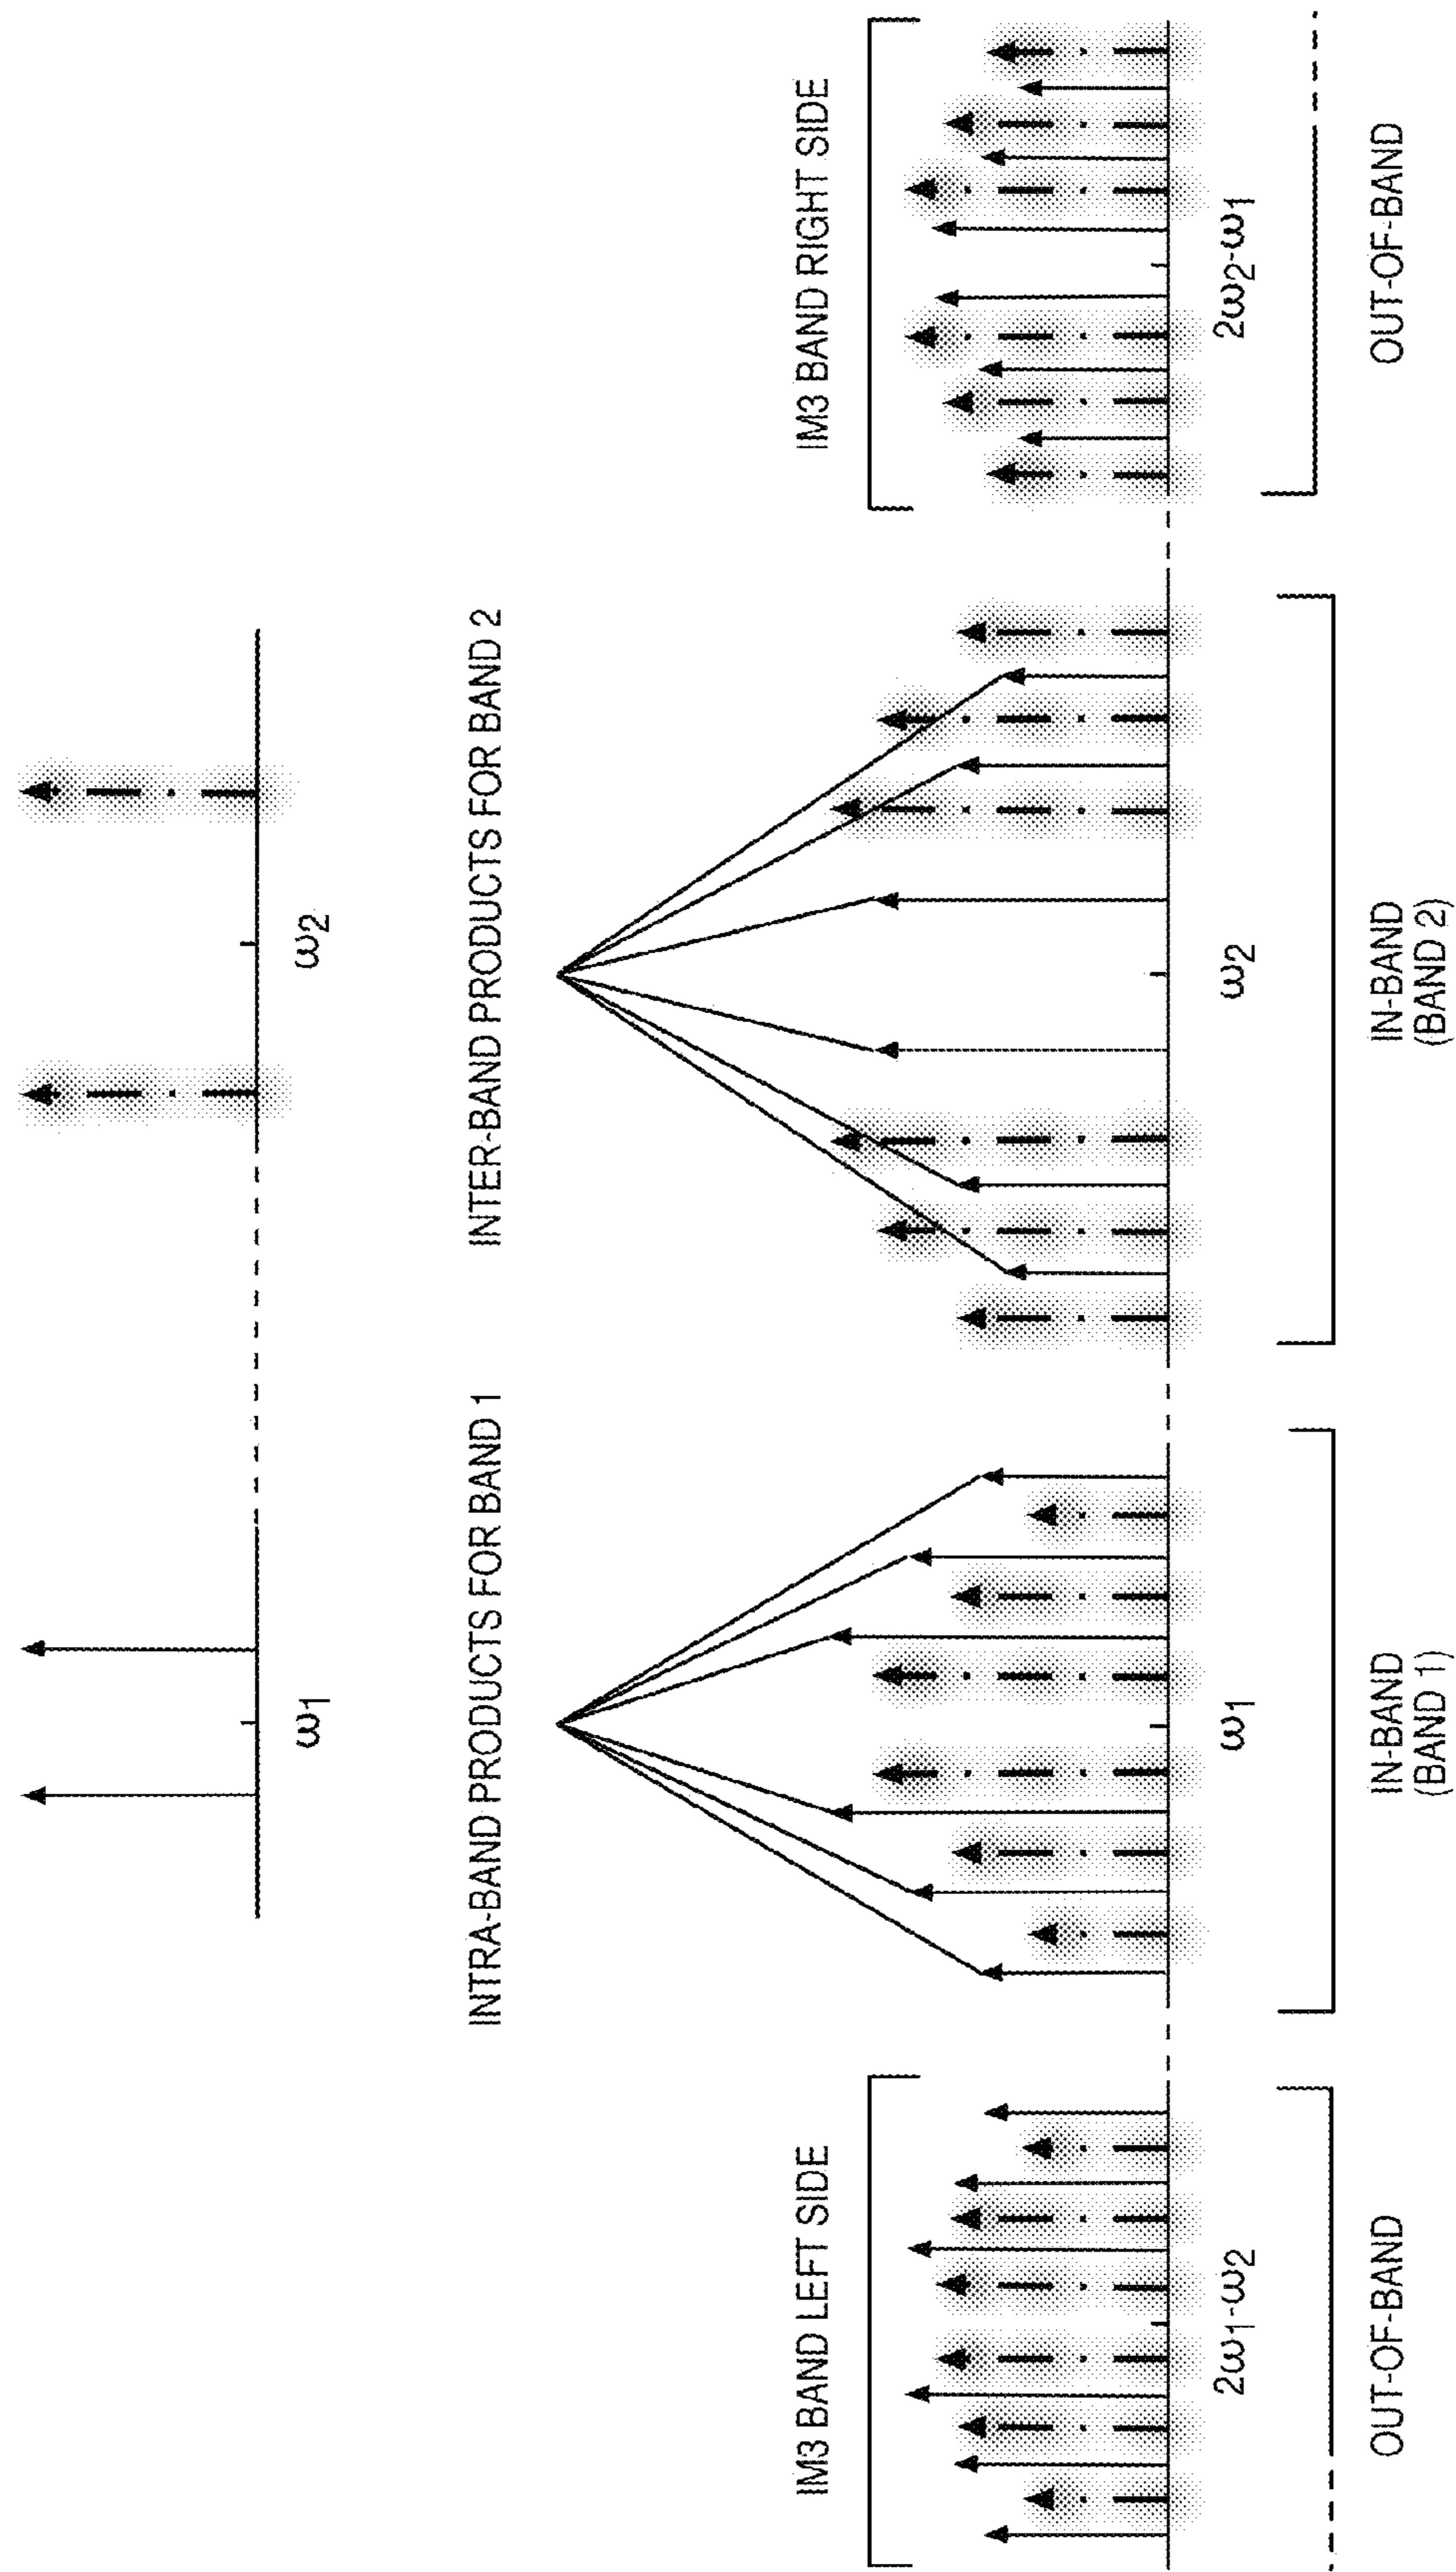 ω1
ω2
INTRA-BAND PRODUCTS FOR BAND 1
INTER-BAND PRODUCTS FOR BAND 2
IM3 BAND LEFT SIDE
IM3 BAND RIGHT SIDE
2ω1-ω2
ω1
ω2
2ω2-ω1
OUT-OF-BAND
IN-BAND
(BAND 1)
IN-BAND
(BAND 2)
OUT-OF-BAND